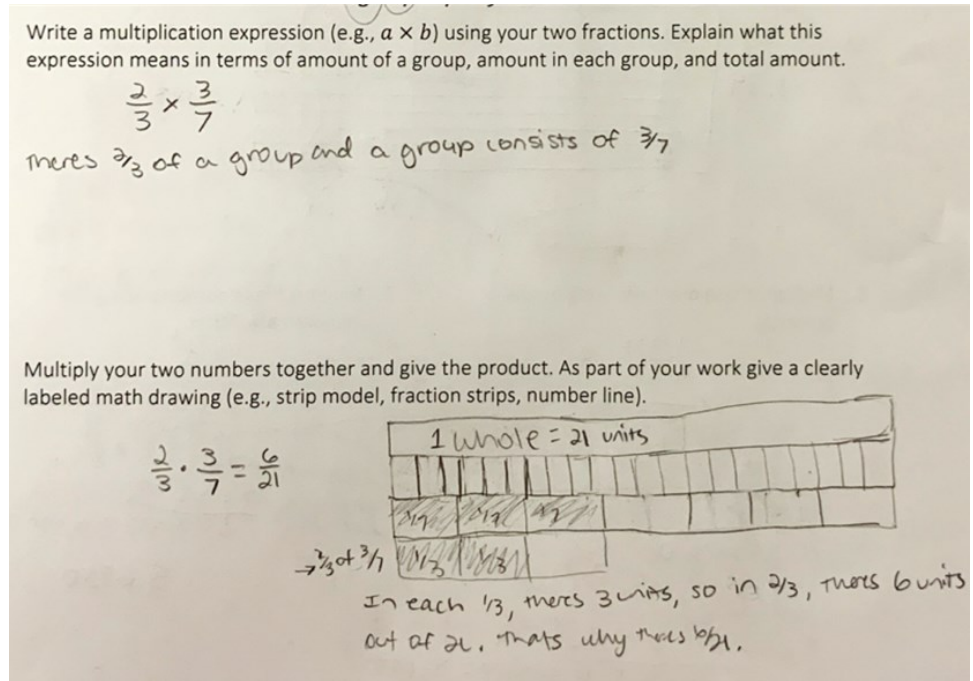 Write a multiplication expression (e.g., a × b) using your two fractions. Explain what this
expression means in terms of amount of a group, amount in each group, and total amount.
2/3 × 3/7
Theres 2/3 of a group and a group consists of 3/7
Multiply your two numbers together and give the product. As part of your work give a clearly
labeled math drawing (e.g., strip model, fraction strips, number line).
1 whole = 21 units
2/3 · 3/7 = 6/21
→ 2/3 of 3/7
In each 1/3, theres 3 units, so in 2/3, theres 6 units
out of 21. Thats why theres 6/21.